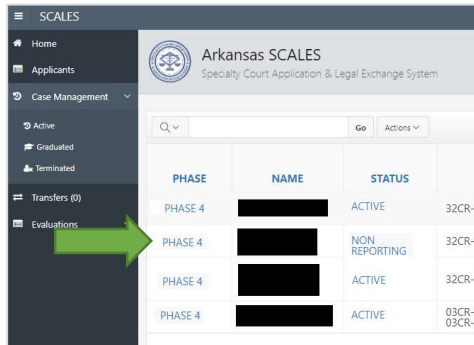 SCALES
Home
Applicants
Case Management
Active
Graduated
Terminated
Transfers (0)
Evaluations
Arkansas SCALES
Specialty Court Application & Legal Exchange System
Go Actions
PHASE NAME STATUS
PHASE 4 ACTIVE 32CR-
PHASE 4 NON REPORTING 32CR-
PHASE 4 ACTIVE 32CR-
PHASE 4 ACTIVE 03CR-
03CR-